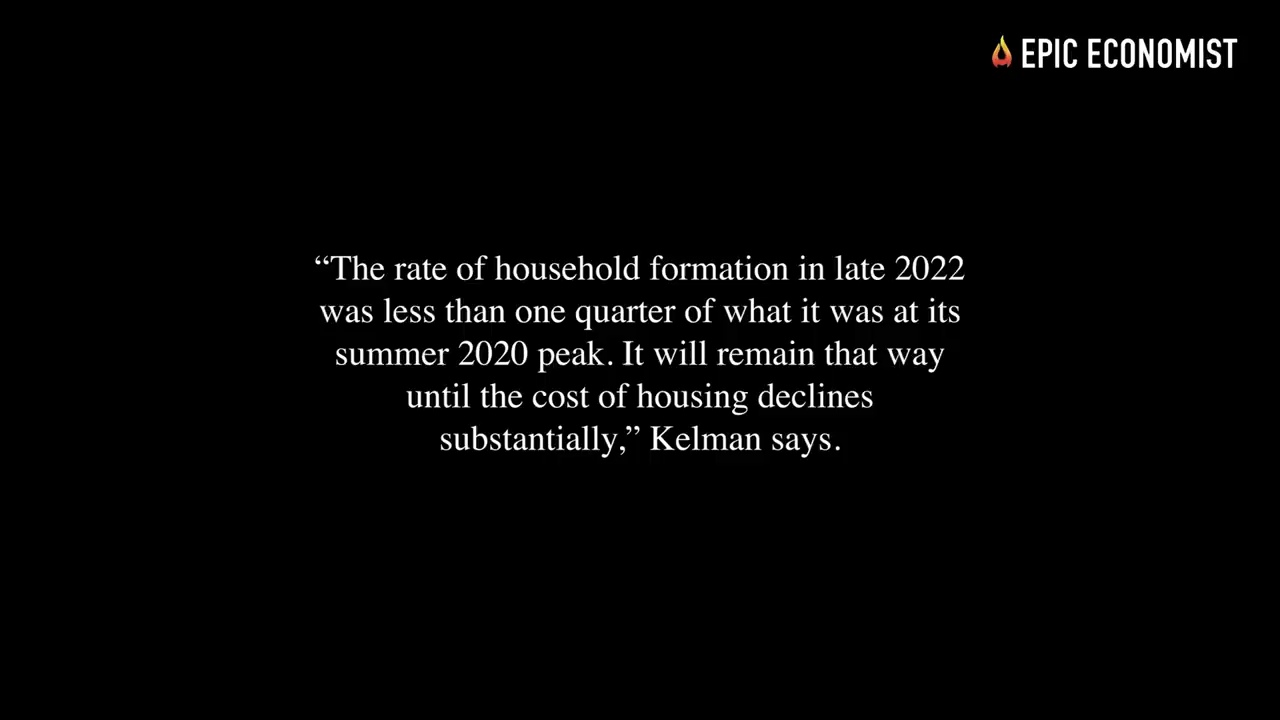 EPIC ECONOMIST
“The rate of household formation in late 2022
was less than one quarter of what it was at its
summer 2020 peak. It will remain that way
until the cost of housing declines
substantially,” Kelman says.